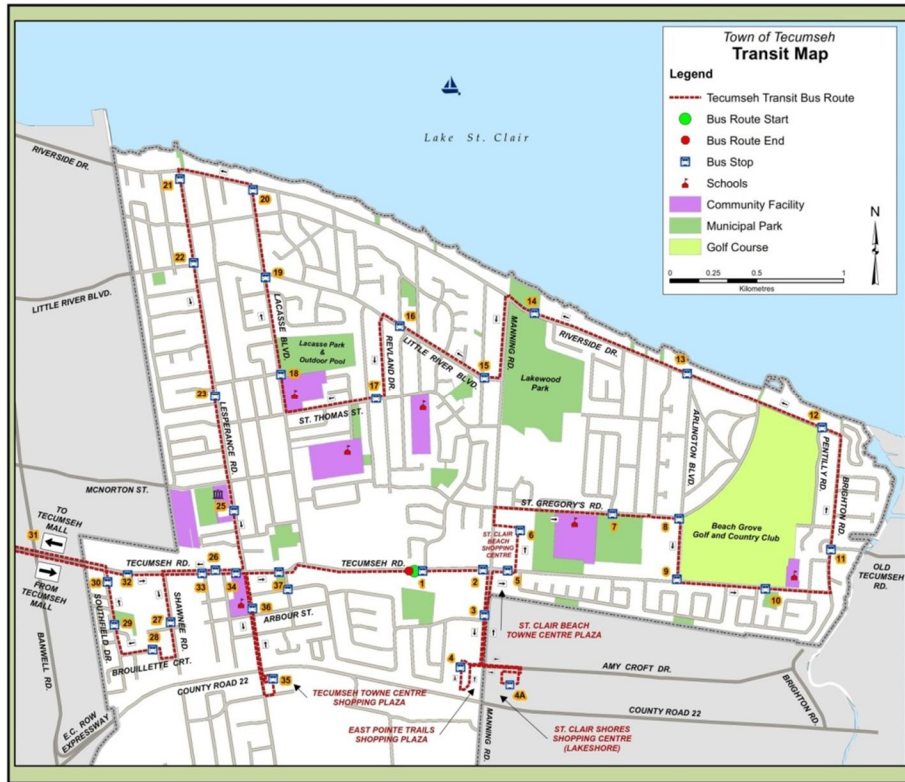 Town of Tecumseh
Transit Map
Legend
Tecumseh Transit Bus Route
Bus Route Start
Bus Route End
Bus Stop
Schools
Community Facility
Municipal Park
Golf Course
N
0 0.25 0.5 1
Kilometres
Lake St. Clair
RIVERSIDE DR.
21
20
22
19
LITTLE RIVER BLVD.
LACASSE BLVD.
16
14
RIVERSIDE DR.
MANNING RD.
REVLAND DR.
LITTLE RIVER BLVD.
15
Lacasse Park
&
Outdoor Pool
13
18
17
Lakewood
Park
23
ST. THOMAS ST.
LESPERANCE RD.
ARLINGTON BLVD.
12
PENTILLY RD.
BRIGHTON RD.
MCNORTON ST.
25
ST. GREGORY'S RD.
7
8
Beach Grove
Golf and Country Club
TO
TECUMSEH
MALL
31
ST. CLAIR
BEACH
SHOPPING
CENTRE
6
11
OLD
TECUMSEH
RD.
TECUMSEH RD.
26
TECUMSEH RD.
FROM
TECUMSEH
MALL
30
32
33
34
37
1
2
5
9
10
SOUTHFIELD DR.
29
28
27
SHAWNEE RD.
BROUILLETTE CRT.
36
ARBOUR ST.
3
ST. CLAIR BEACH
TOWNE CENTRE PLAZA
BANWELL RD.
COUNTY ROAD 22
35
4
4A
AMY CROFT DR.
TECUMSEH TOWNE CENTRE
SHOPPING PLAZA
EAST POINTE TRAILS
SHOPPING PLAZA
MANNING RD.
ST. CLAIR SHORES
SHOPPING CENTRE
(LAKESHORE)
COUNTY ROAD 22
BRIGHTON RD.
E.C. ROW
EXPRESSWAY